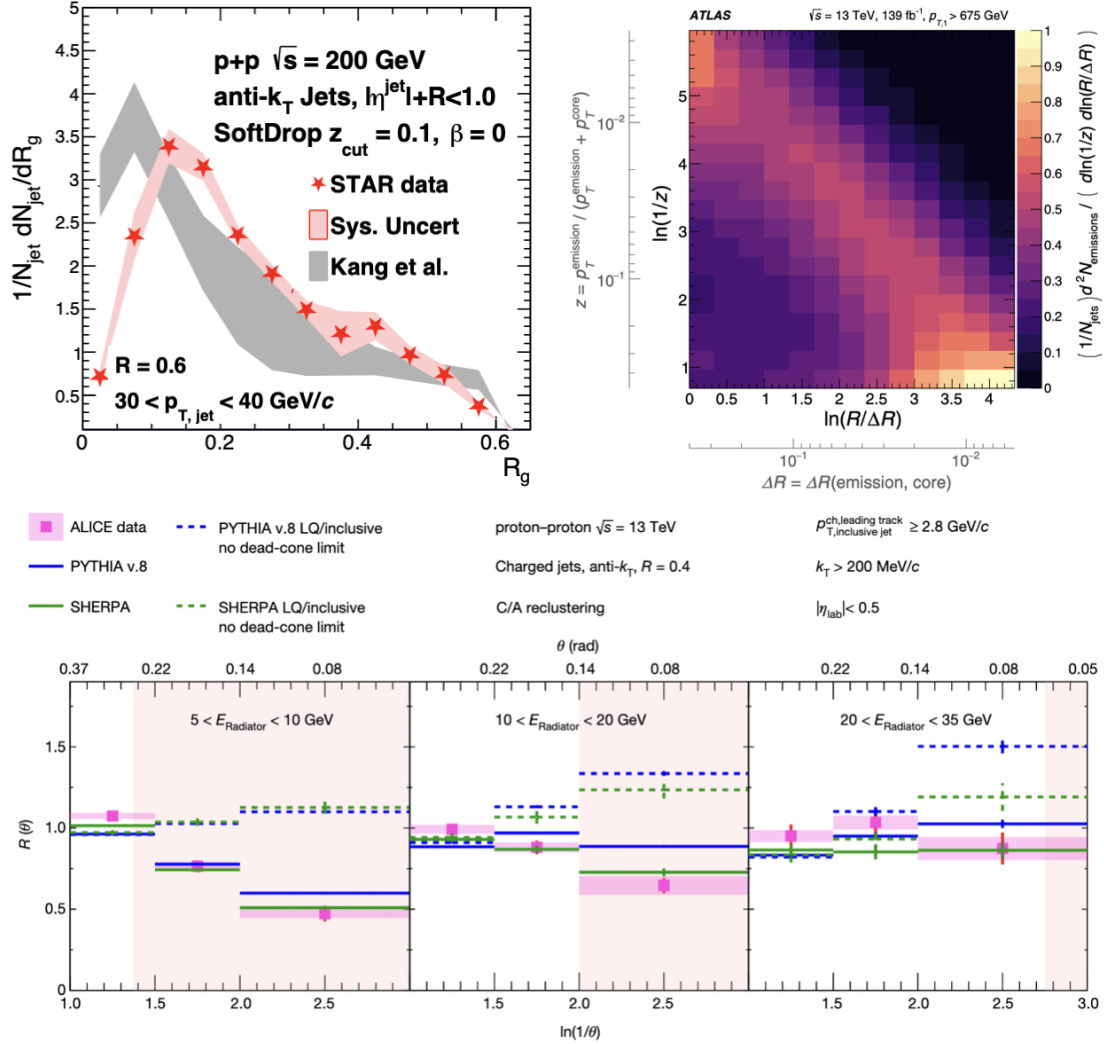 p+p √s = 200 GeV
anti-k_T Jets, |η^jet|+R<1.0
SoftDrop z_cut = 0.1, β = 0
STAR data
Sys. Uncert
Kang et al.
R = 0.6
30 < p_T, jet < 40 GeV/c
1/N_jet dN_jet/dR_g
5
4.5
4
3.5
3
2.5
2
1.5
1
0.5
0
0.2
0.4
0.6
R_g
ATLAS
√s = 13 TeV, 139 fb⁻¹, p_T,1 > 675 GeV
z = p_T^emission / (p_T^emission + p_T^core)
10⁻²
10⁻¹
ln(1/z)
5
4
3
2
1
0 0.5 1 1.5 2 2.5 3 3.5 4
ln(R/ΔR)
10⁻¹ 10⁻²
ΔR = ΔR(emission, core)
1
0.9
0.8
0.7
0.6
0.5
0.4
0.3
0.2
0.1
0
(1/N_jets) d²N_emissions / (dln(1/z) dln(R/ΔR))
ALICE data
PYTHIA v.8
SHERPA
PYTHIA v.8 LQ/inclusive
no dead-cone limit
SHERPA LQ/inclusive
no dead-cone limit
proton–proton √s = 13 TeV
Charged jets, anti-k_T, R = 0.4
C/A reclustering
p_T,inclusive jet^ch,leading track ≥ 2.8 GeV/c
k_T > 200 MeV/c
|η_lab| < 0.5
θ (rad)
0.37 0.22 0.14 0.08 0.22 0.14 0.08 0.22 0.14 0.08 0.05
5 < E_Radiator < 10 GeV
10 < E_Radiator < 20 GeV
20 < E_Radiator < 35 GeV
R(θ)
1.5
1.0
0.5
0
1.0 1.5 2.0 2.5 1.5 2.0 2.5 1.5 2.0 2.5 3.0
ln(1/θ)